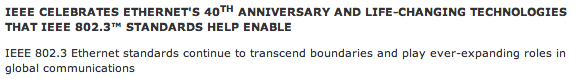 IEEE CELEBRATES ETHERNET'S 40TH ANNIVERSARY AND LIFE-CHANGING TECHNOLOGIES
THAT IEEE 802.3™ STANDARDS HELP ENABLE
IEEE 802.3 Ethernet standards continue to transcend boundaries and play ever-expanding roles in
global communications